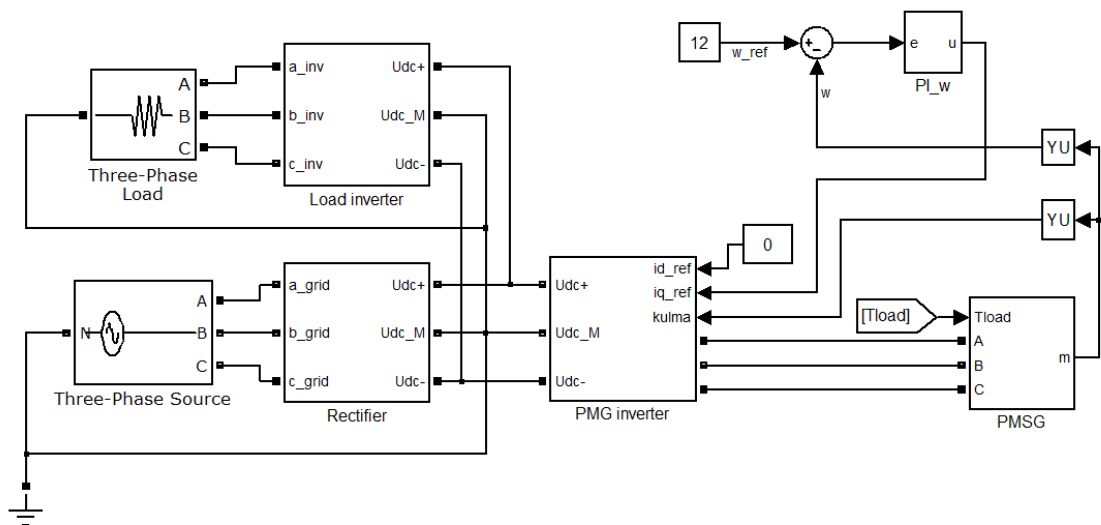 A
B
C
Three-Phase
Load
a_inv
b_inv
c_inv
Udc+
Udc_M
Udc-
Load inverter
12
w_ref
+
-
w
e
u
PI_w
YU
YU
N
A
B
C
Three-Phase Source
a_grid
b_grid
c_grid
Udc+
Udc_M
Udc-
Rectifier
Udc+
Udc_M
Udc-
id_ref
iq_ref
kulma
PMG inverter
0
[Tload]
Tload
A
B
C
m
PMSG